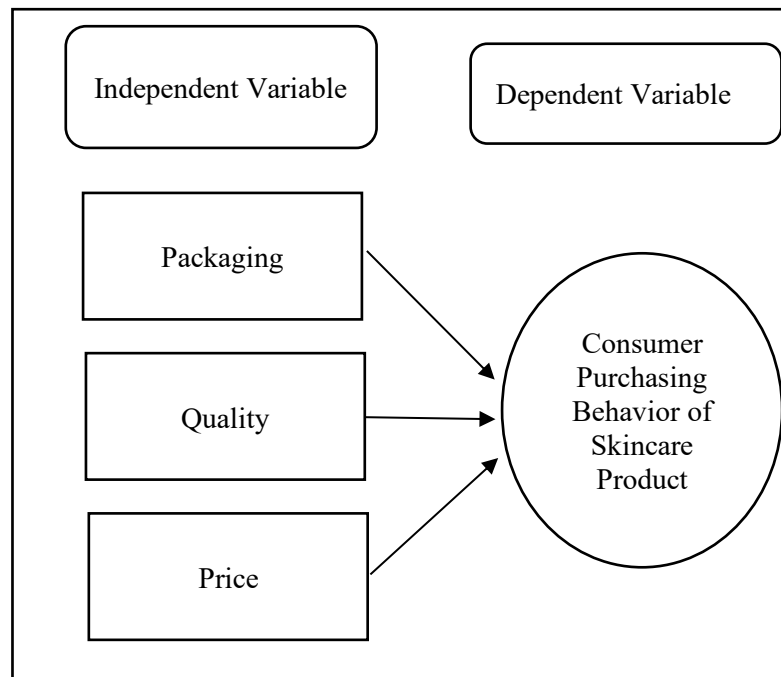 Independent Variable
Dependent Variable
Packaging
Quality
Price
Consumer
Purchasing
Behavior of
Skincare
Product